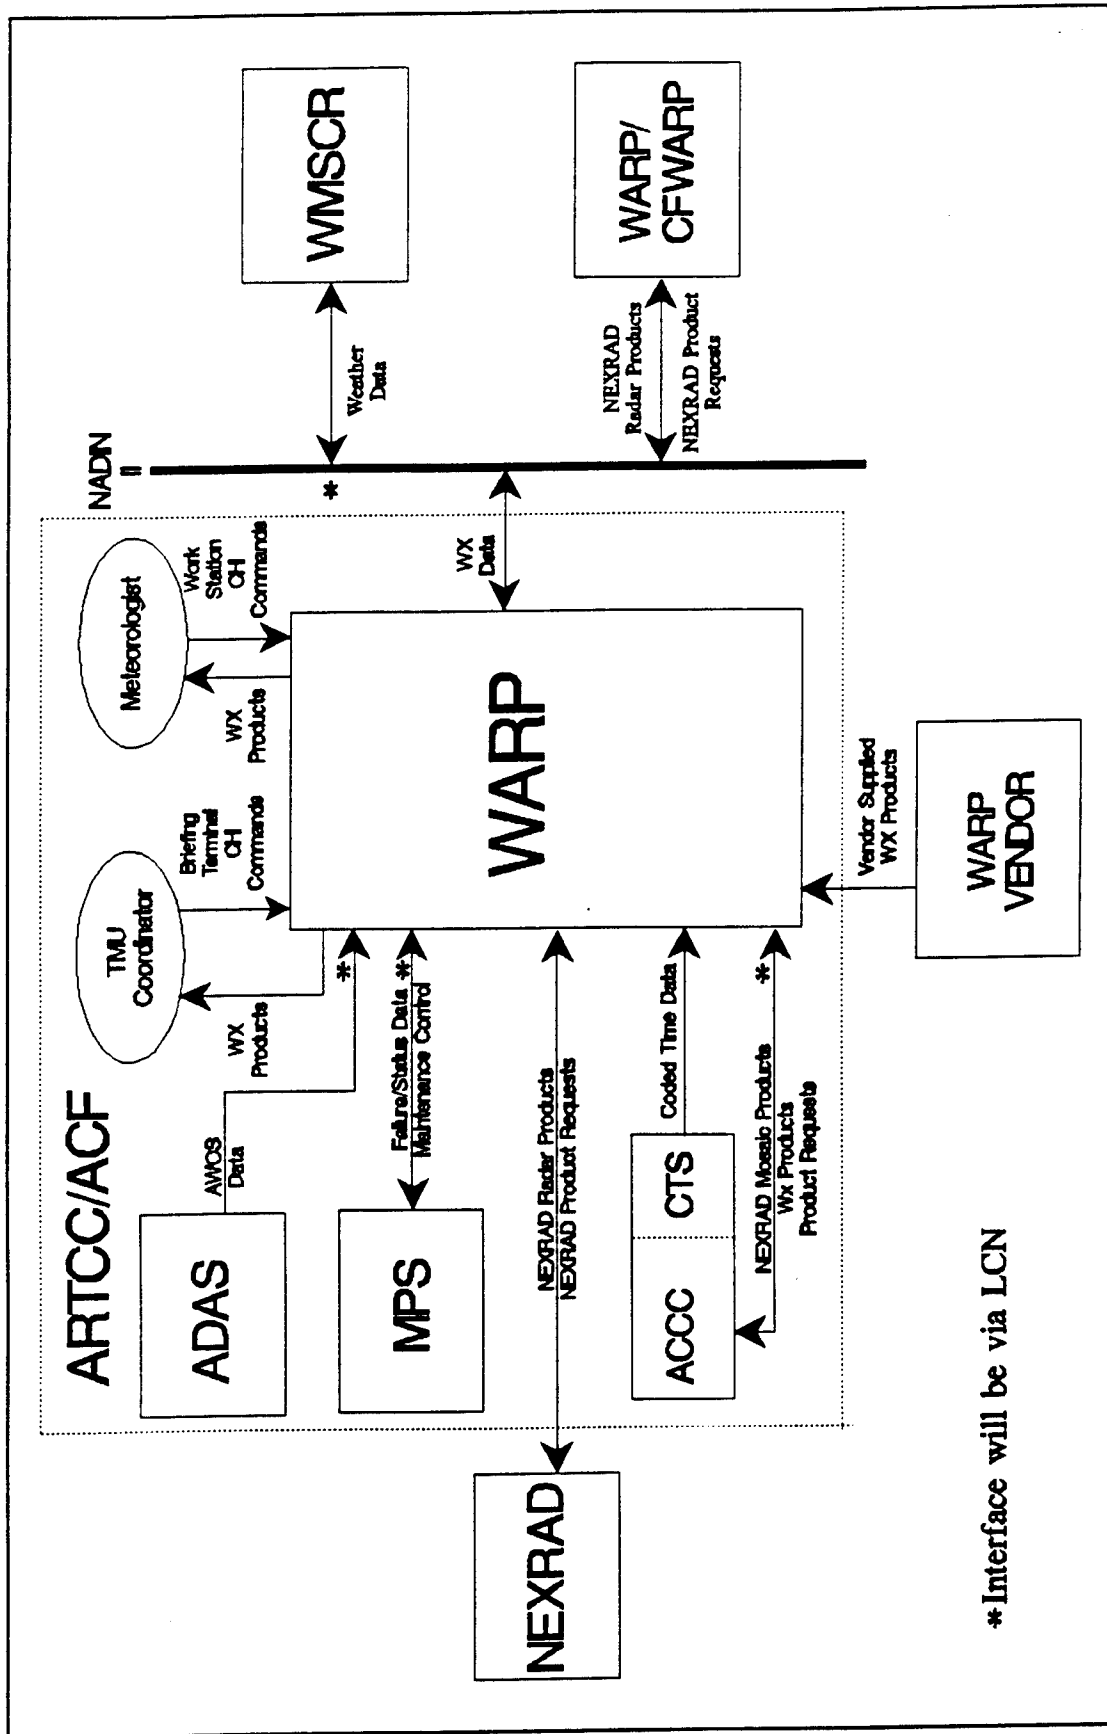 ARTCC/ACF
TMU
Coordinator
Meteorologist
NADIN
II
Briefing
Terminal
CH
Commands
Work
Station
CH
Commands
WX
Products
WX
Products
ADAS
AWOS
Data
*
MPS
Failure/Status Data *
Maintenance Control
NEXRAD
NEXRAD Radar Products
NEXRAD Product Requests
ACCC
CTS
Coded Time Data
NEXRAD Mosaic Products *
Wx Products
Product Requests
WARP
WX
Data
*
Weather
Data
WMSCR
NEXRAD
Radar Products
NEXRAD Product
Requests
WARP/
CFWARP
Vendor Supplied
WX Products
WARP
VENDOR
*Interface will be via LCN